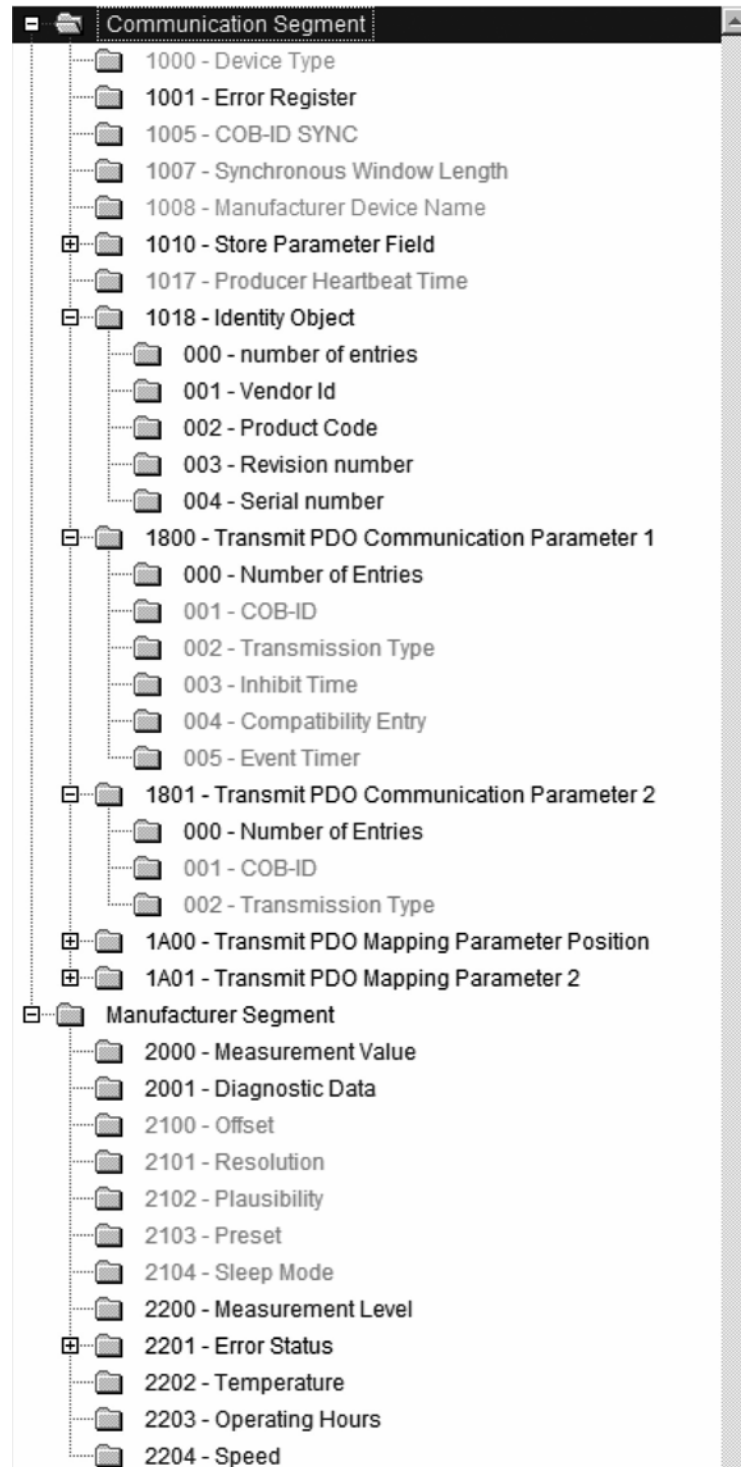 Communication Segment
1000 - Device Type
1001 - Error Register
1005 - COB-ID SYNC
1007 - Synchronous Window Length
1008 - Manufacturer Device Name
1010 - Store Parameter Field
1017 - Producer Heartbeat Time
1018 - Identity Object
000 - number of entries
001 - Vendor Id
002 - Product Code
003 - Revision number
004 - Serial number
1800 - Transmit PDO Communication Parameter 1
000 - Number of Entries
001 - COB-ID
002 - Transmission Type
003 - Inhibit Time
004 - Compatibility Entry
005 - Event Timer
1801 - Transmit PDO Communication Parameter 2
000 - Number of Entries
001 - COB-ID
002 - Transmission Type
1A00 - Transmit PDO Mapping Parameter Position
1A01 - Transmit PDO Mapping Parameter 2
Manufacturer Segment
2000 - Measurement Value
2001 - Diagnostic Data
2100 - Offset
2101 - Resolution
2102 - Plausibility
2103 - Preset
2104 - Sleep Mode
2200 - Measurement Level
2201 - Error Status
2202 - Temperature
2203 - Operating Hours
2204 - Speed